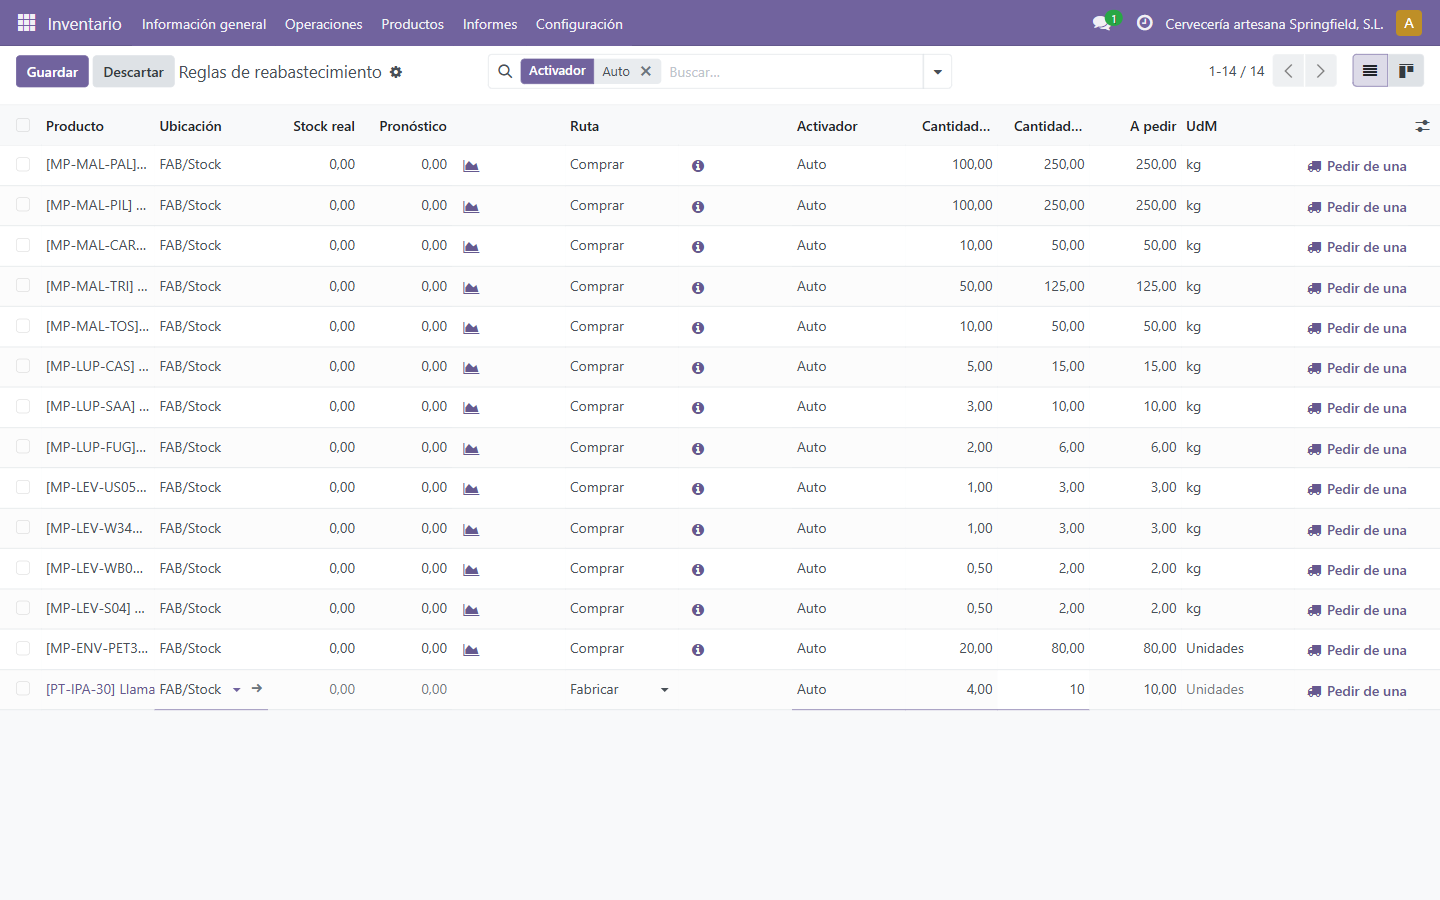 Inventario Información general Operaciones Productos Informes Configuración 1 Cervecería artesana Springfield, S.L. A
Guardar Descartar Reglas de reabastecimiento Activador Auto Buscar... 1-14 / 14
Producto Ubicación Stock real Pronóstico Ruta Activador Cantidad... Cantidad... A pedir UdM
[MP-MAL-PAL]... FAB/Stock 0,00 0,00 Comprar Auto 100,00 250,00 250,00 kg Pedir de una
[MP-MAL-PIL] ... FAB/Stock 0,00 0,00 Comprar Auto 100,00 250,00 250,00 kg Pedir de una
[MP-MAL-CAR... FAB/Stock 0,00 0,00 Comprar Auto 10,00 50,00 50,00 kg Pedir de una
[MP-MAL-TRI] ... FAB/Stock 0,00 0,00 Comprar Auto 50,00 125,00 125,00 kg Pedir de una
[MP-MAL-TOS]... FAB/Stock 0,00 0,00 Comprar Auto 10,00 50,00 50,00 kg Pedir de una
[MP-LUP-CAS] ... FAB/Stock 0,00 0,00 Comprar Auto 5,00 15,00 15,00 kg Pedir de una
[MP-LUP-SAA] ... FAB/Stock 0,00 0,00 Comprar Auto 3,00 10,00 10,00 kg Pedir de una
[MP-LUP-FUG]... FAB/Stock 0,00 0,00 Comprar Auto 2,00 6,00 6,00 kg Pedir de una
[MP-LEV-US05... FAB/Stock 0,00 0,00 Comprar Auto 1,00 3,00 3,00 kg Pedir de una
[MP-LEV-W34... FAB/Stock 0,00 0,00 Comprar Auto 1,00 3,00 3,00 kg Pedir de una
[MP-LEV-WB0... FAB/Stock 0,00 0,00 Comprar Auto 0,50 2,00 2,00 kg Pedir de una
[MP-LEV-S04] ... FAB/Stock 0,00 0,00 Comprar Auto 0,50 2,00 2,00 kg Pedir de una
[MP-ENV-PET3... FAB/Stock 0,00 0,00 Comprar Auto 20,00 80,00 80,00 Unidades Pedir de una
[PT-IPA-30] Llama FAB/Stock 0,00 0,00 Fabricar Auto 4,00 10 10,00 Unidades Pedir de una